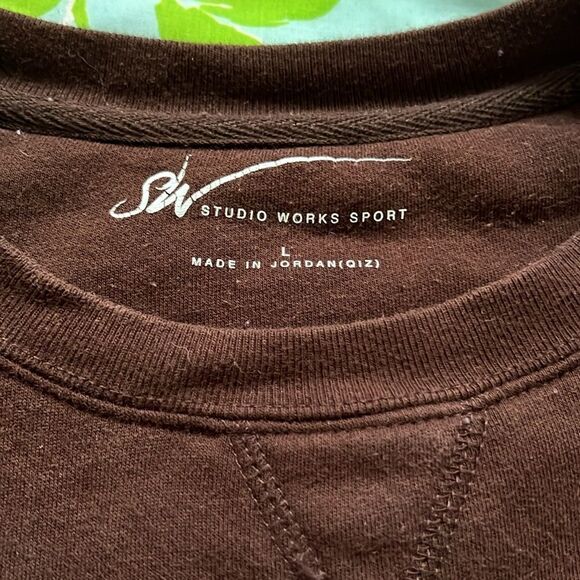 SW STUDIO WORKS SPORT
L
MADE IN JORDAN(QIZ)